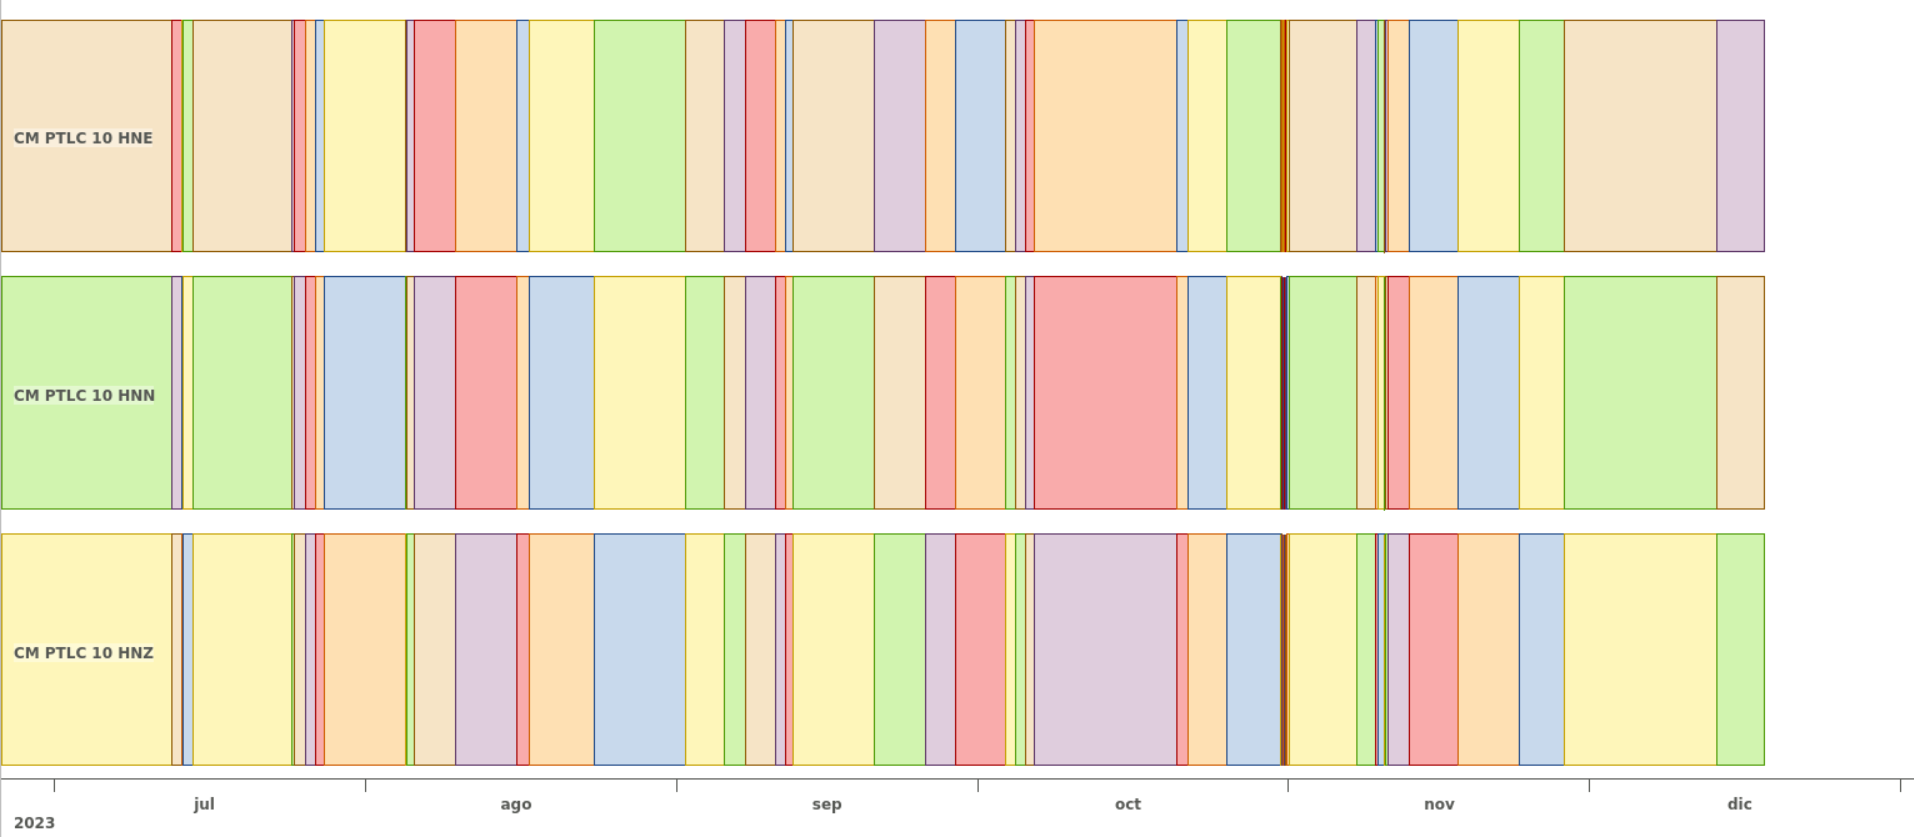 CM PTLC 10 HNE
CM PTLC 10 HNN
CM PTLC 10 HNZ
jul ago sep oct nov dic
2023